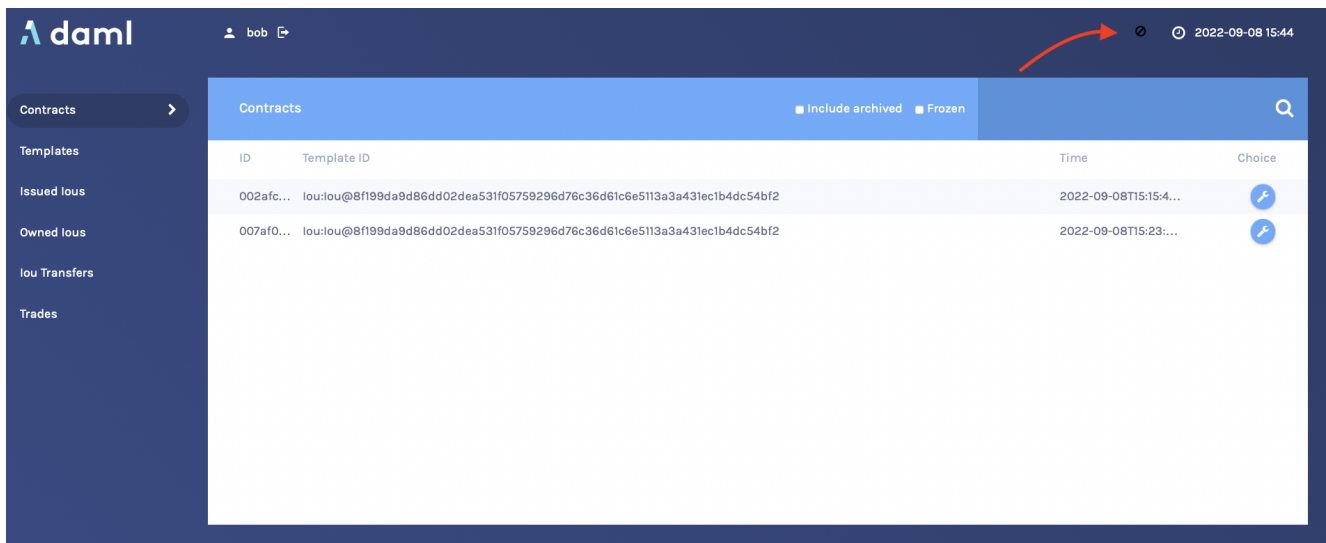 daml
bob
2022-09-08 15:44
Contracts
Templates
Issued Ious
Owned Ious
Iou Transfers
Trades
Contracts Include archived Frozen
ID Template ID Time Choice
002afc... Iou:Iou@8f199da9d86dd02dea531f05759296d76c36d61c6e5113a3a431ec1b4dc54bf2 2022-09-08T15:15:4...
007af0... Iou:Iou@8f199da9d86dd02dea531f05759296d76c36d61c6e5113a3a431ec1b4dc54bf2 2022-09-08T15:23:...